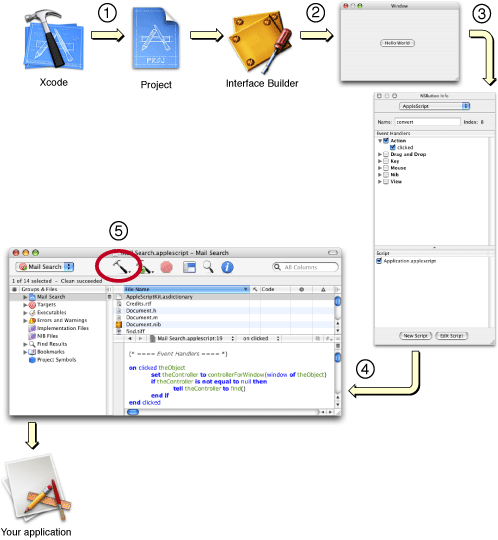 ①
②
③
Window
Hello World
PROJ
Xcode
Project
Interface Builder
NSButton Info
AppleScript
Name: convert Index: 8
Event Handlers
Action
clicked
Drag and Drop
Key
Mouse
Nib
View
Script
Application.applescript
New Script Edit Script
④
⑤
Mail Search.applescript – Mail Search
Mail Search
All Columns
1 of 14 selected – Clean succeeded
Groups & Files
File Name Code
Mail Search
Targets
Executables
Errors and Warnings
Implementation Files
NIB Files
Find Results
Bookmarks
Project Symbols
AppleScriptKit.asdictionary
Credits.rtf
Document.h
Document.m
Document.nib
find.tiff
Mail Search.applescript:19 on clicked
(* ==== Event Handlers ==== *)
on clicked theObject
set theController to controllerForWindow(window of theObject)
if theController is not equal to null then
tell theController to find()
end if
end clicked
Your application